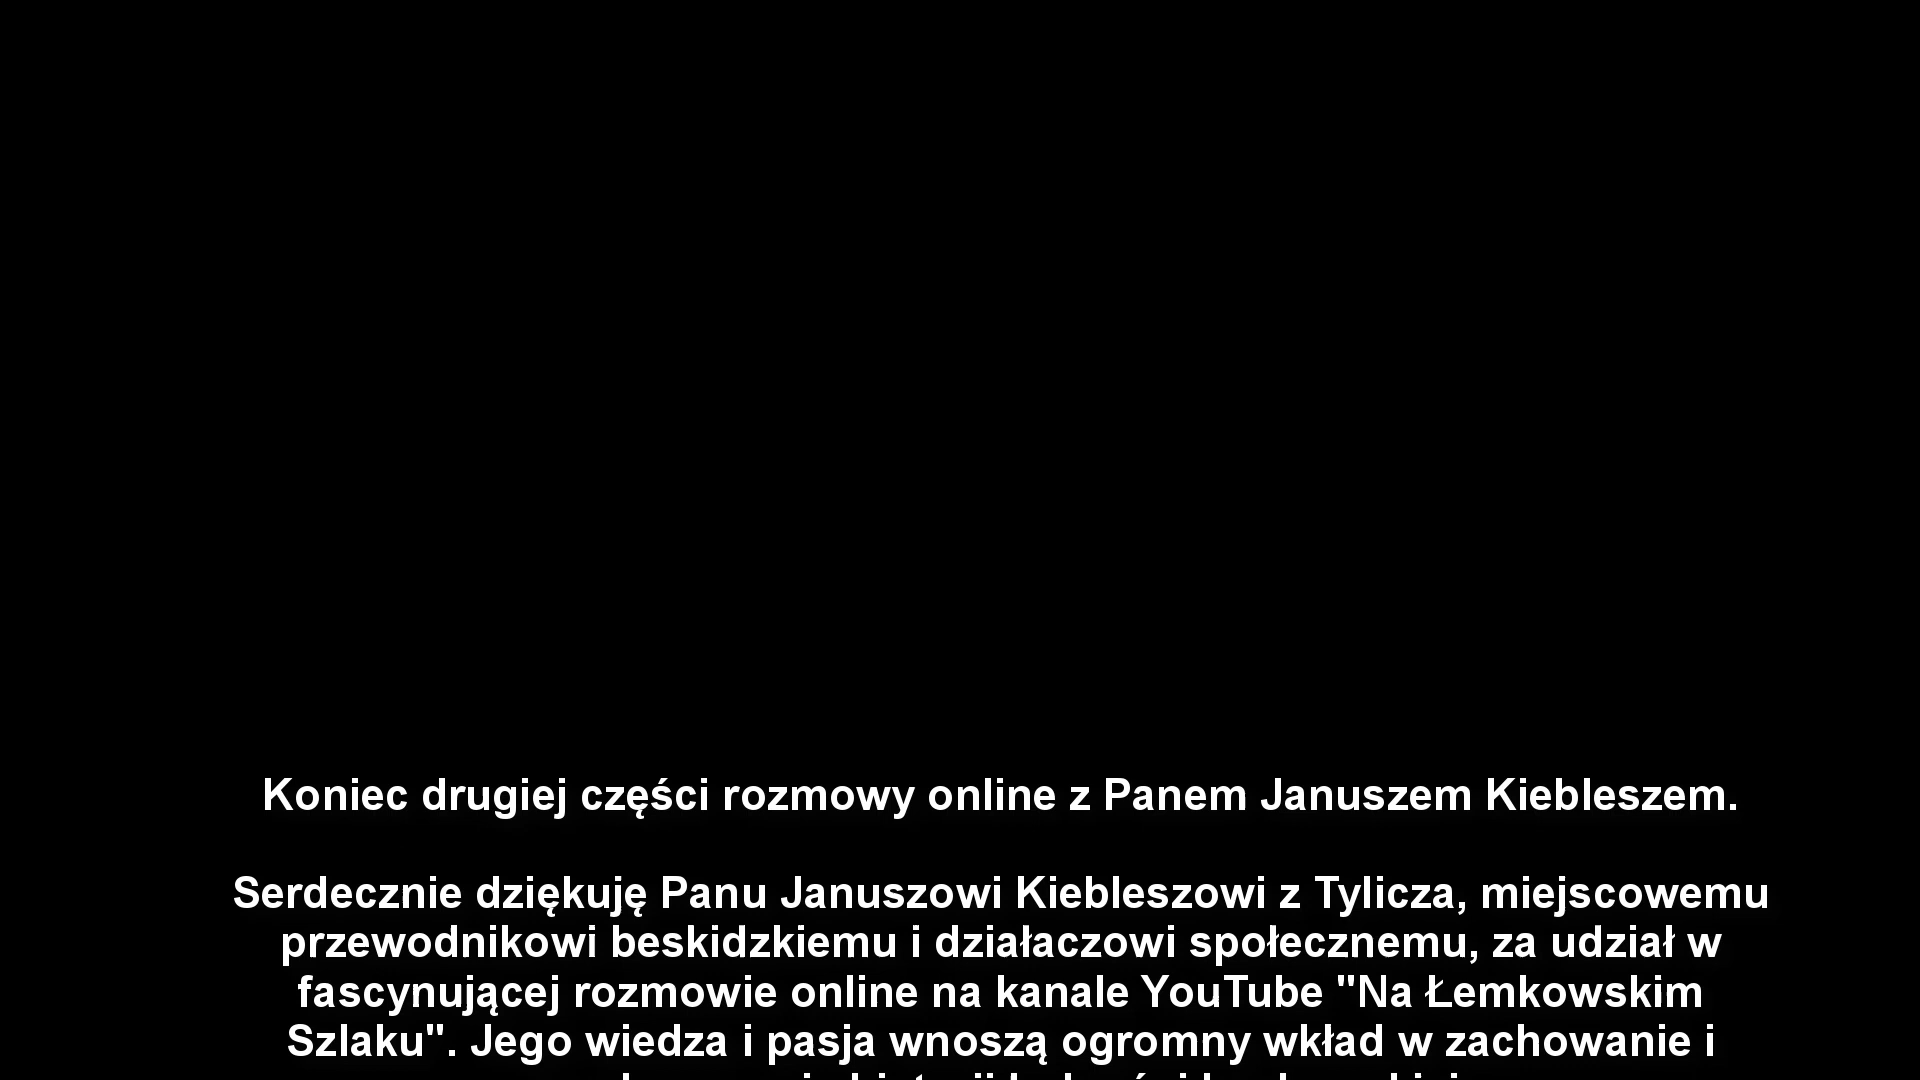 Koniec drugiej części rozmowy online z Panem Januszem Kiebleszem.
Serdecznie dziękuję Panu Januszowi Kiebleszowi z Tylicza, miejscowemu
przewodnikowi beskidzkiemu i działaczowi społecznemu, za udział w
fascynującej rozmowie online na kanale YouTube "Na Łemkowskim
Szlaku". Jego wiedza i pasja wnoszą ogromny wkład w zachowanie i